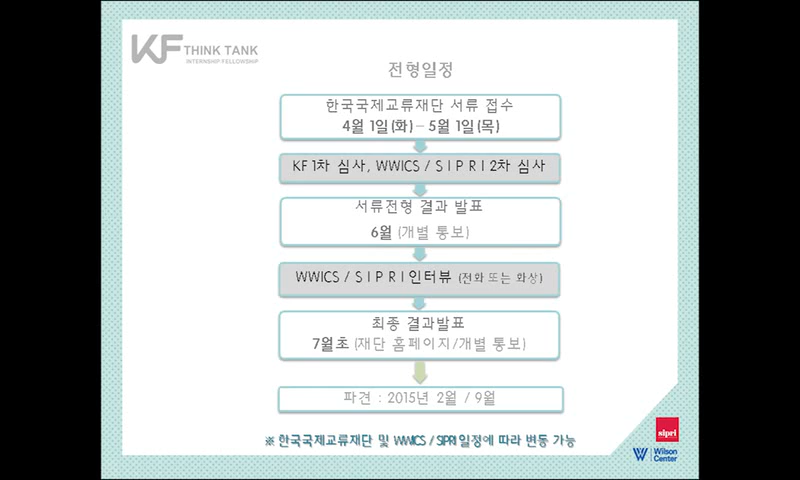 KF THINK TANK
INTERNSHIP FELLOWSHIP
전형일정
한국국제교류재단 서류 접수
4월 1일(화) – 5월 1일(목)
KF 1차 심사, WWICS / S I P R I 2차 심사
서류전형 결과 발표
6월 (개별 통보)
WWICS / S I P R I 인터뷰 (전화 또는 화상)
최종 결과발표
7월초 (재단 홈페이지/개별 통보)
파견 : 2015년 2월 / 9월
※ 한국국제교류재단 및 WWICS / SIPRI 일정에 따라 변동 가능
sipri
W Wilson
Center